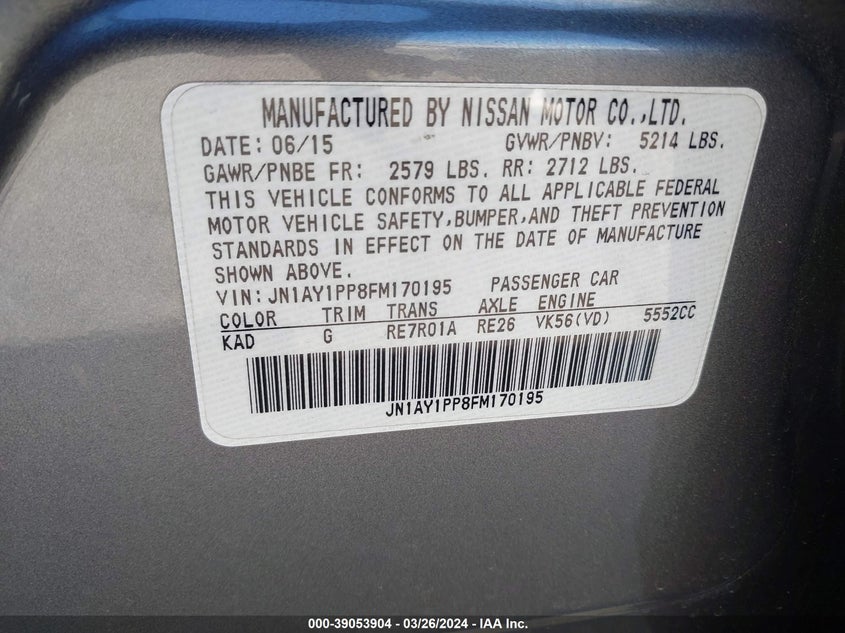 MANUFACTURED BY NISSAN MOTOR CO.,LTD.
DATE: 06/15 GVWR/PNBV: 5214 LBS.
GAWR/PNBE FR: 2579 LBS. RR: 2712 LBS.
THIS VEHICLE CONFORMS TO ALL APPLICABLE FEDERAL
MOTOR VEHICLE SAFETY,BUMPER,AND THEFT PREVENTION
STANDARDS IN EFFECT ON THE DATE OF MANUFACTURE
SHOWN ABOVE.
VIN:JN1AY1PP8FM170195 PASSENGER CAR
COLOR TRIM TRANS AXLE ENGINE
KAD G RE7R01A RE26 VK56(VD) 5552CC
JN1AY1PP8FM170195
000-39053904 - 03/26/2024 - IAA Inc.